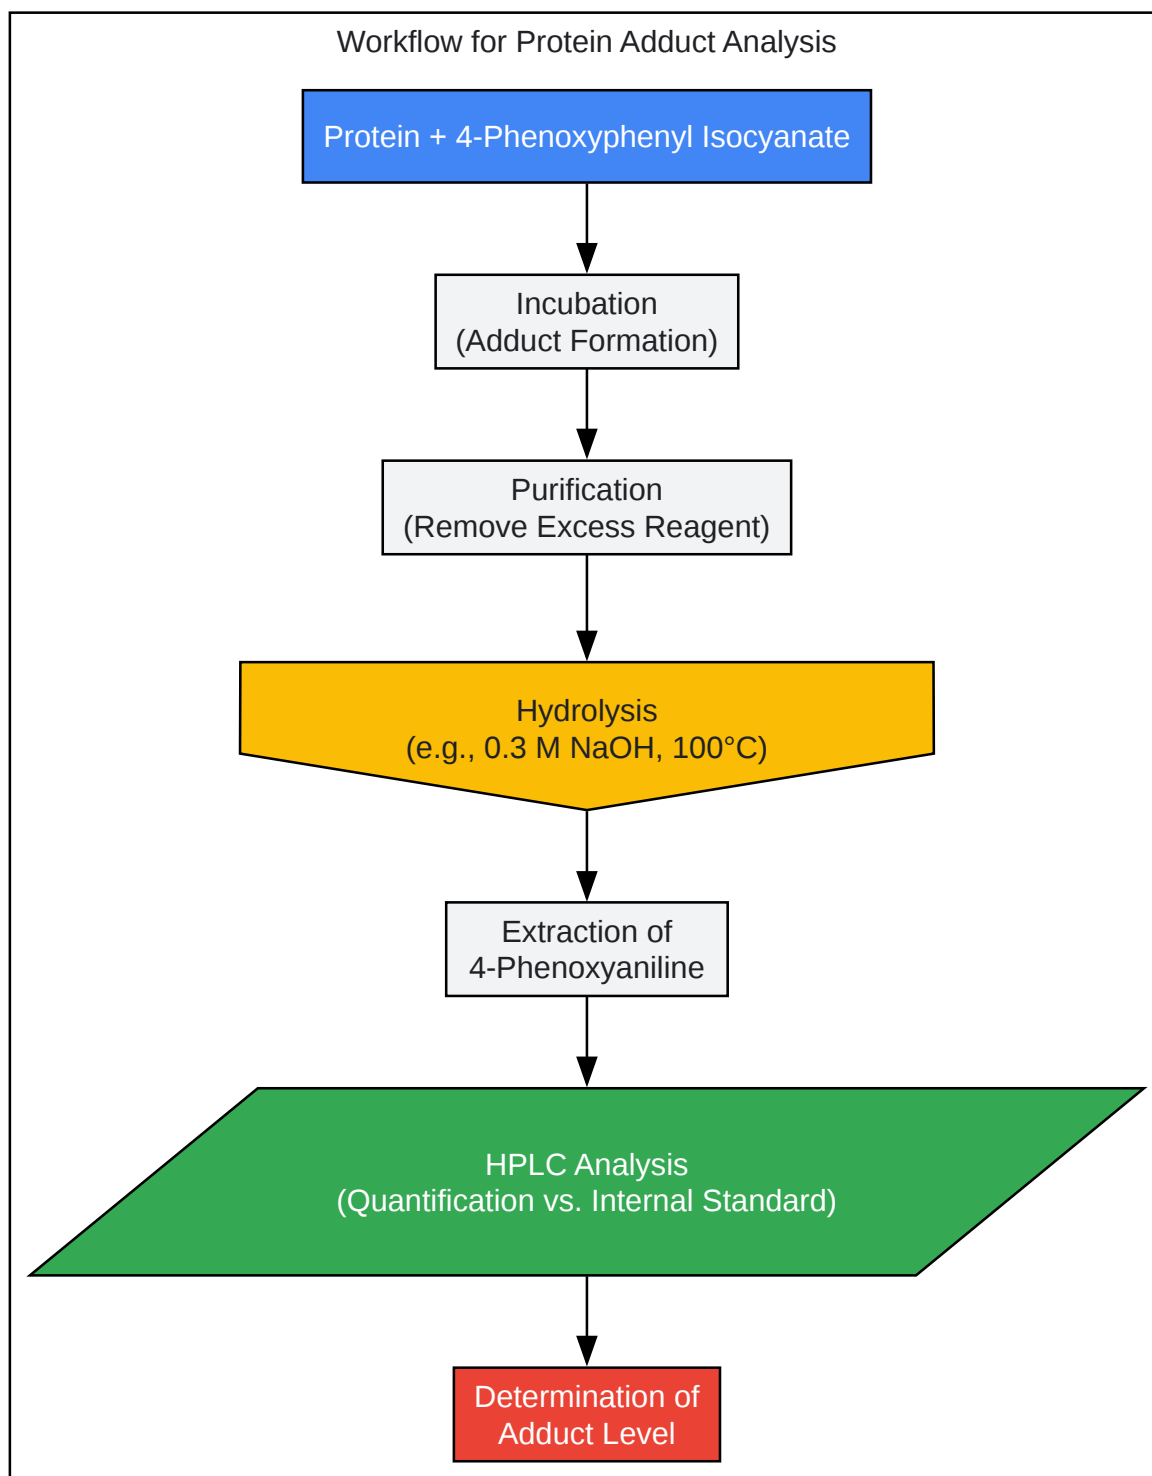 Workflow for Protein Adduct Analysis
Protein + 4-Phenoxyphenyl Isocyanate
Incubation
(Adduct Formation)
Purification
(Remove Excess Reagent)
Hydrolysis
(e.g., 0.3 M NaOH, 100°C)
Extraction of
4-Phenoxyaniline
HPLC Analysis
(Quantification vs. Internal Standard)
Determination of
Adduct Level